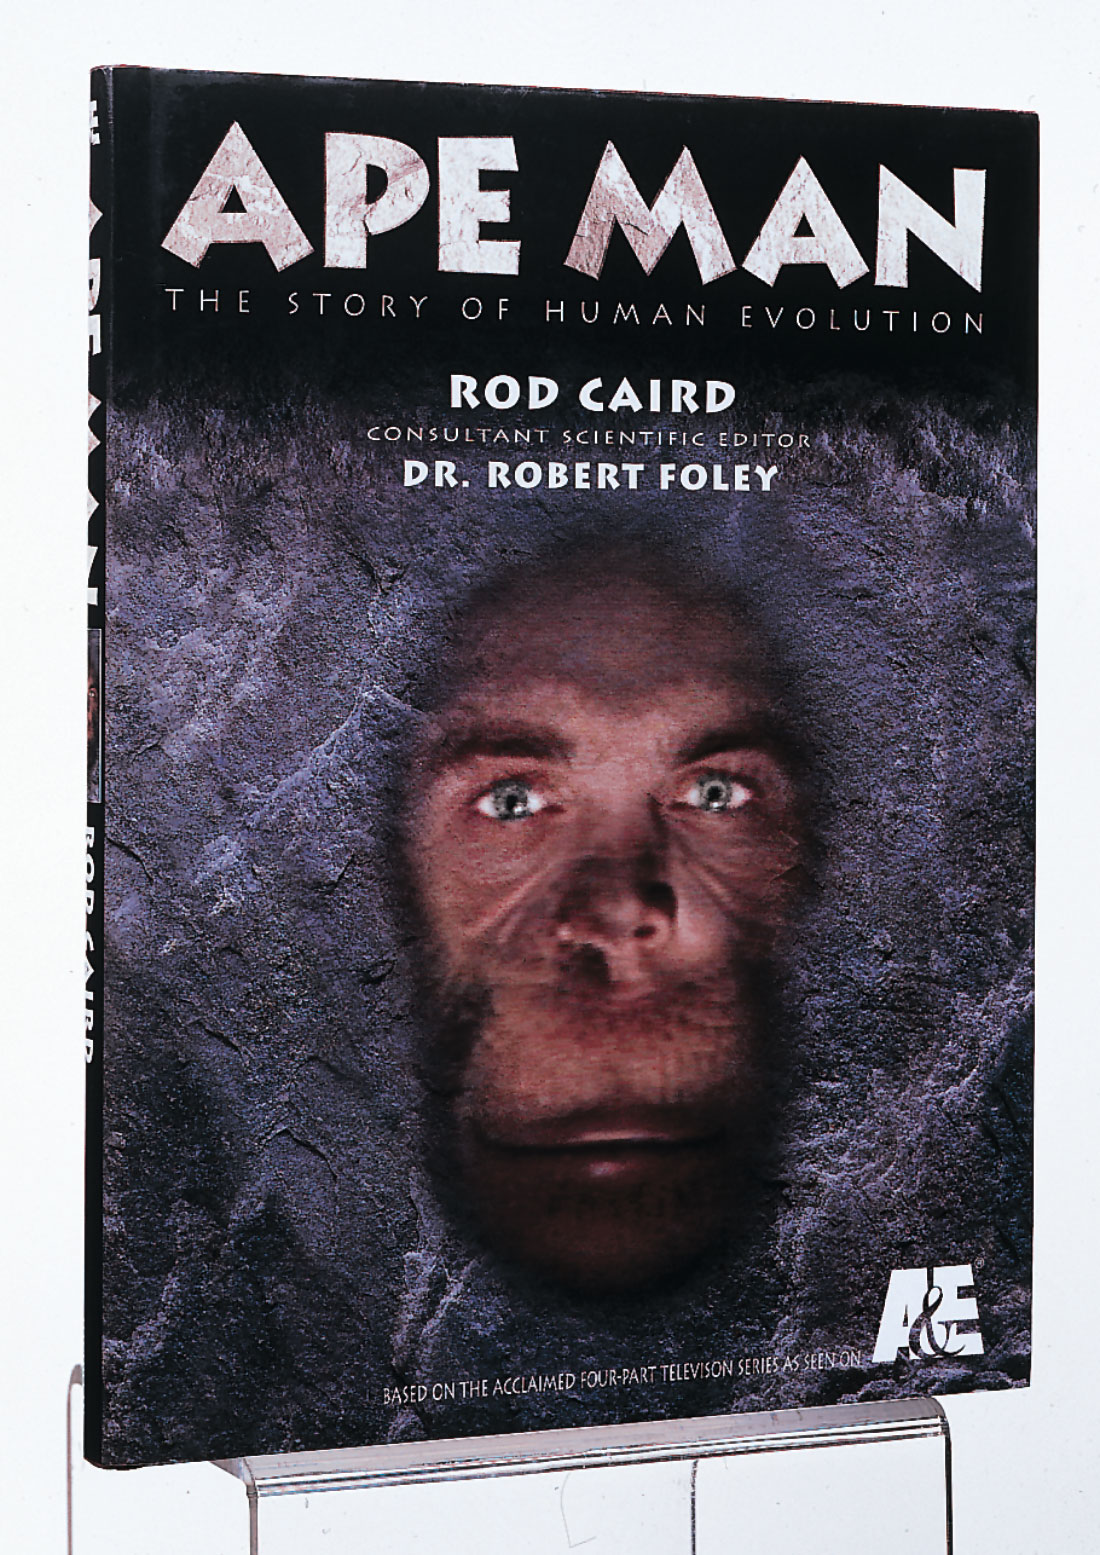 APE MAN
THE STORY OF HUMAN EVOLUTION
ROD CAIRD
CONSULTANT SCIENTIFIC EDITOR
DR. ROBERT FOLEY
A&E®
BASED ON THE ACCLAIMED FOUR-PART TELEVISON SERIES AS SEEN ON
APE MAN
ROD CAIRD